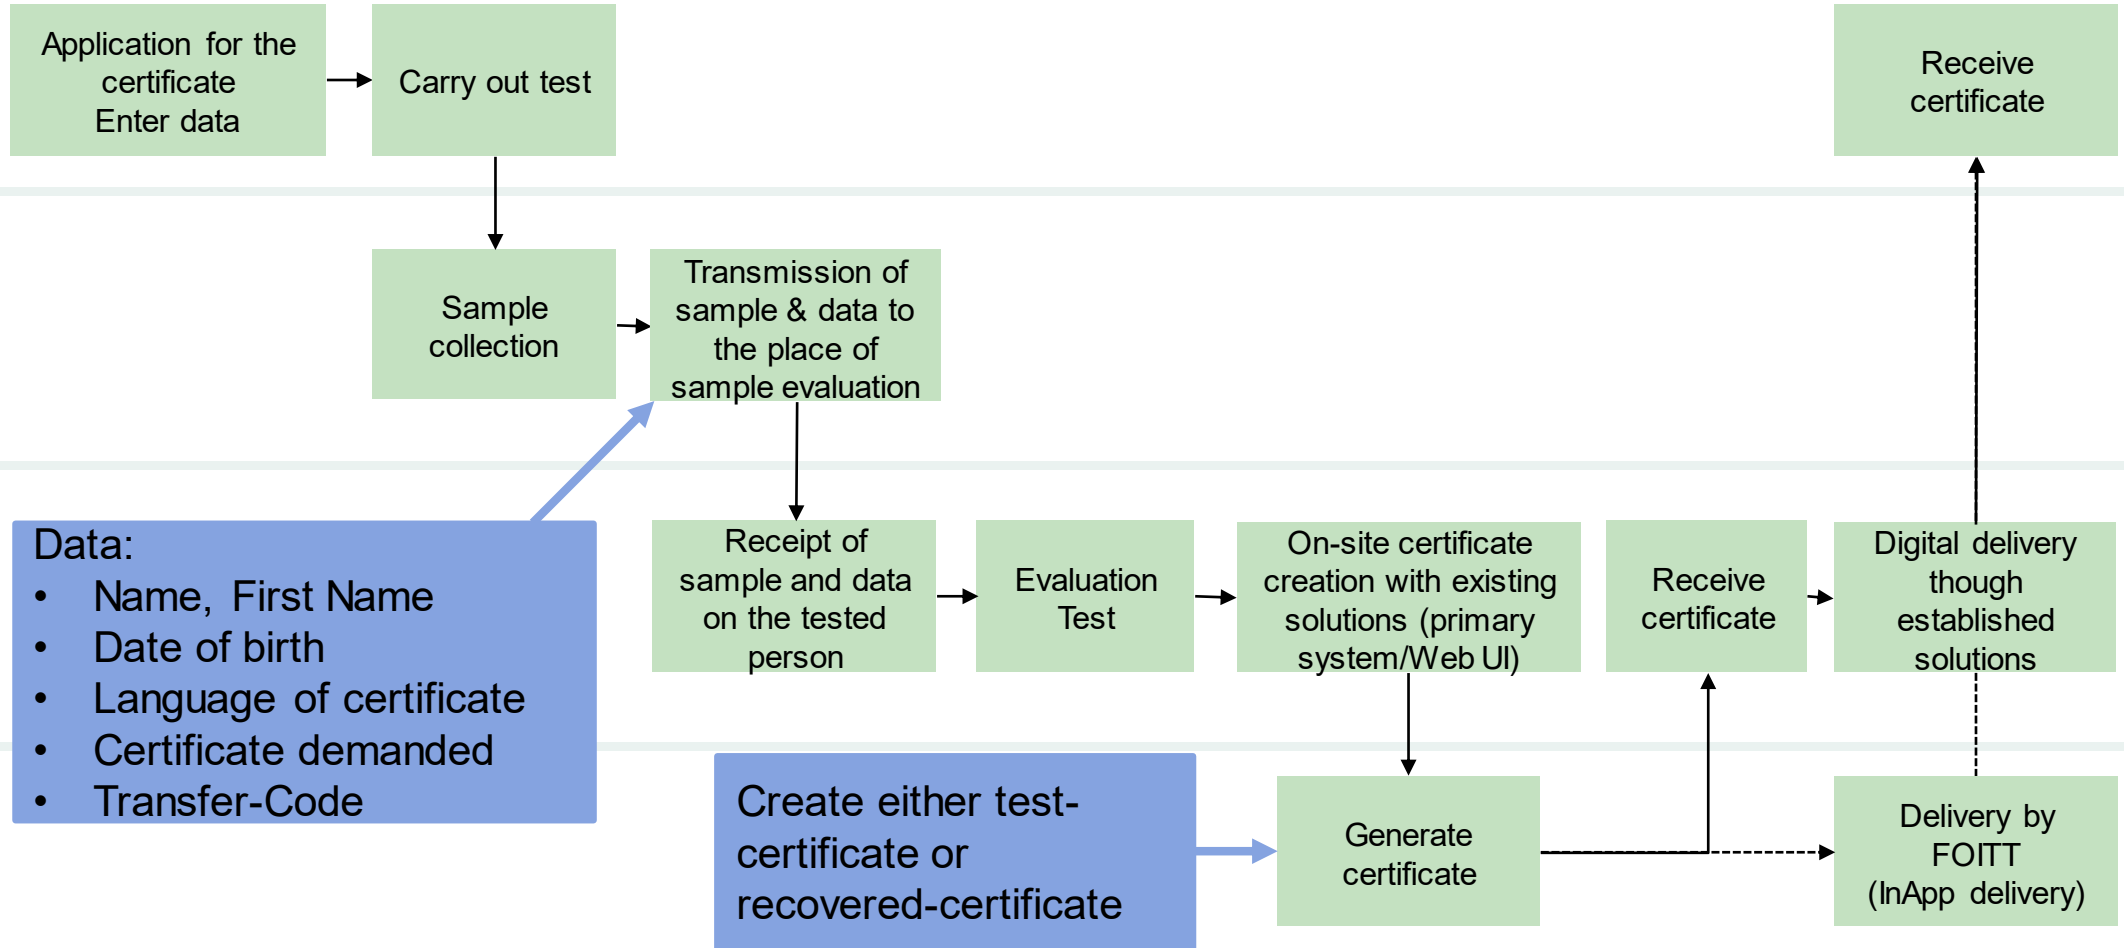 Application for the
certificate
Enter data
Carry out test
Receive
certificate
Sample
collection
Transmission of
sample & data to
the place of
sample evaluation
Data:
• Name, First Name
• Date of birth
• Language of certificate
• Certificate demanded
• Transfer-Code
Receipt of
sample and data
on the tested
person
Evaluation
Test
On-site certificate
creation with existing
solutions (primary
system/Web UI)
Receive
certificate
Digital delivery
though
established
solutions
Create either test-
certificate or
recovered-certificate
Generate
certificate
Delivery by
FOITT
(InApp delivery)